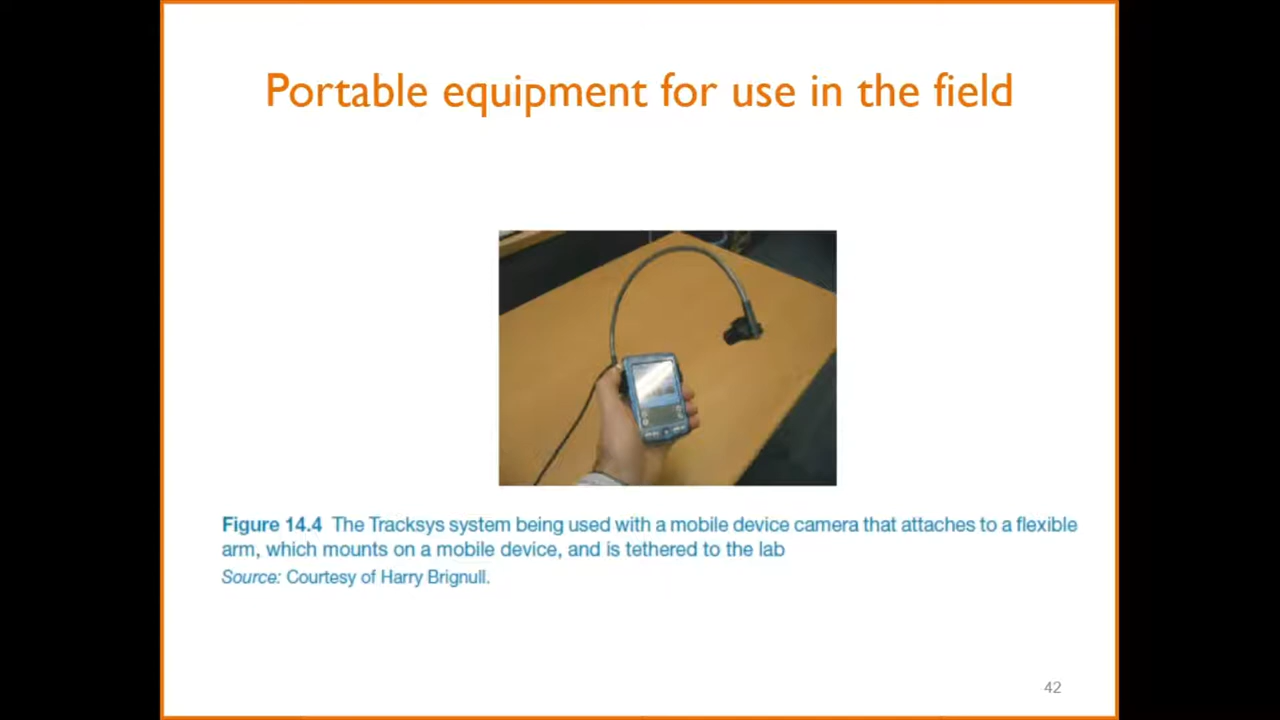 Portable equipment for use in the field
Figure 14.4 The Tracksys system being used with a mobile device camera that attaches to a flexible
arm, which mounts on a mobile device, and is tethered to the lab
Source: Courtesy of Harry Brignull.
42